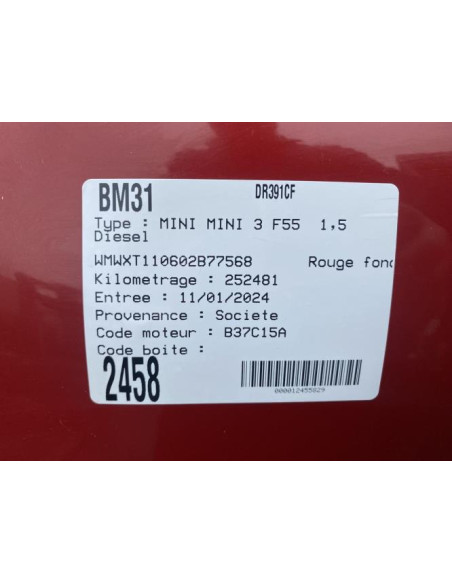 BM31 DR391CF
Type : MINI MINI 3 F55 1,5
Diesel
WMWXT110602B77568 Rouge fonc
Kilometrage : 252481
Entree : 11/01/2024
Provenance : Societe
Code moteur : B37C15A
Code boite :
2458
000012455829